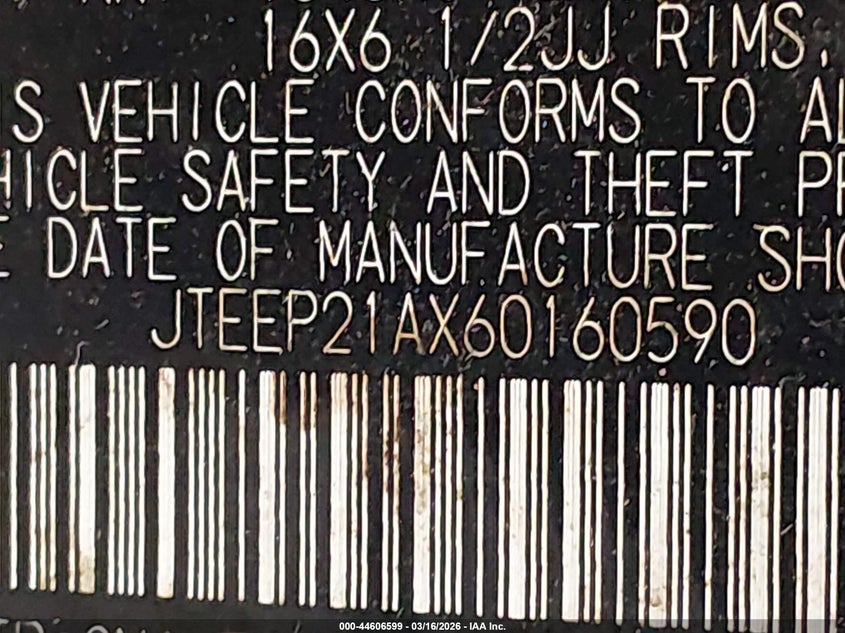 16X6 1/2JJ RIMS,
S VEHICLE CONFORMS TO AL
HICLE SAFETY AND THEFT PR
E DATE OF MANUFACTURE SHO
JTEEP21AX60160590
000-44606599 - 03/16/2026 - IAA Inc.